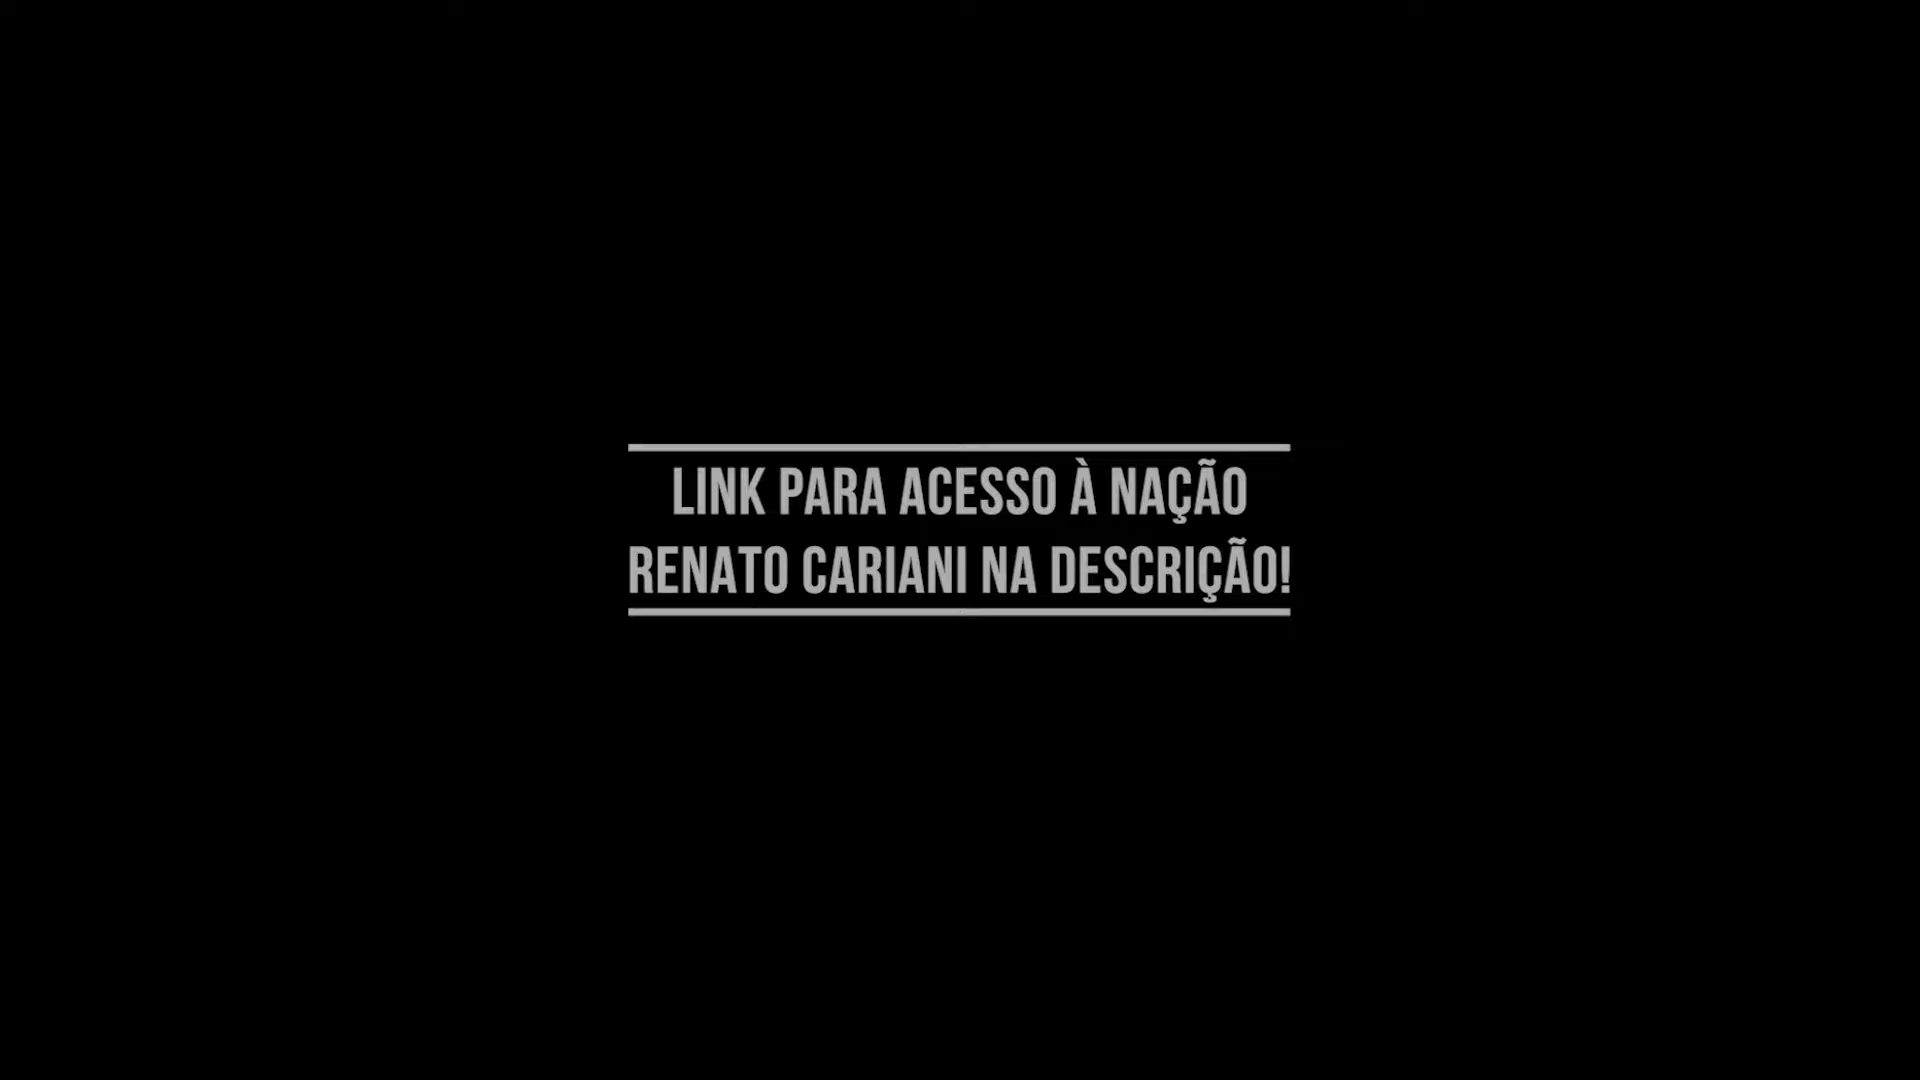 LINK PARA ACESSO À NAÇÃO
RENATO CARIANI NA DESCRIÇÃO!